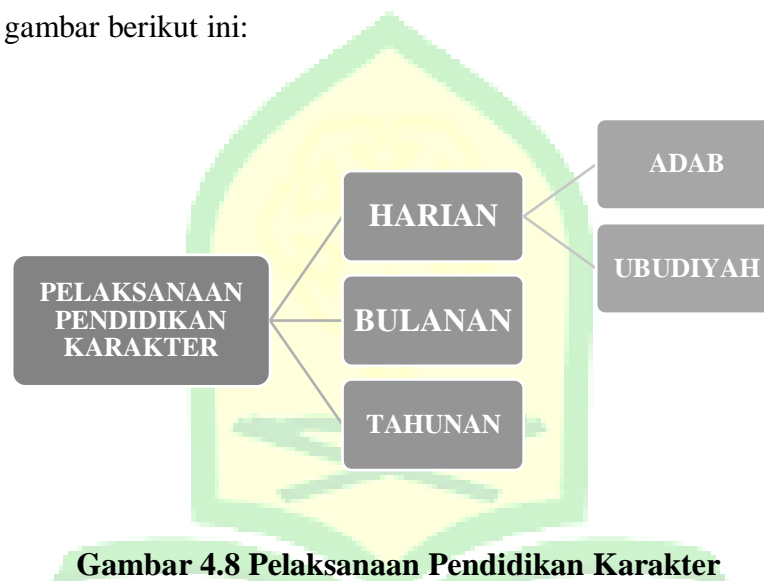 gambar berikut ini:
PELAKSANAAN
PENDIDIKAN
KARAKTER
HARIAN
ADAB
UBUDIYAH
BULANAN
TAHUNAN
Gambar 4.8 Pelaksanaan Pendidikan Karakter